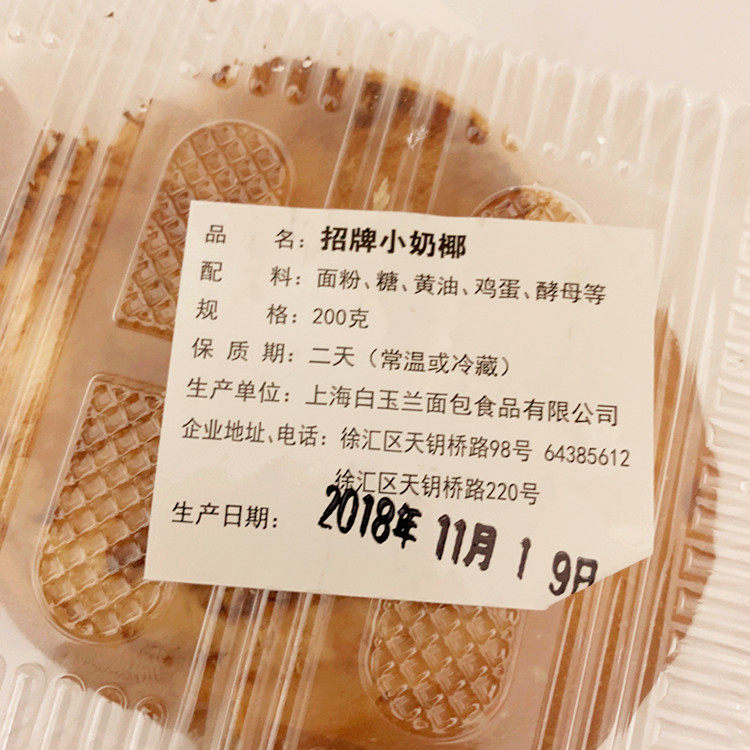 品 名：招牌小奶椰
配 料：面粉、糖、黄油、鸡蛋、酵母等
规 格：200克
保 质 期：二天（常温或冷藏）
生产单位：上海白玉兰面包食品有限公司
企业地址、电话：徐汇区天钥桥路98号 64385612
徐汇区天钥桥路220号
生产日期：2018年 11月 1 9日